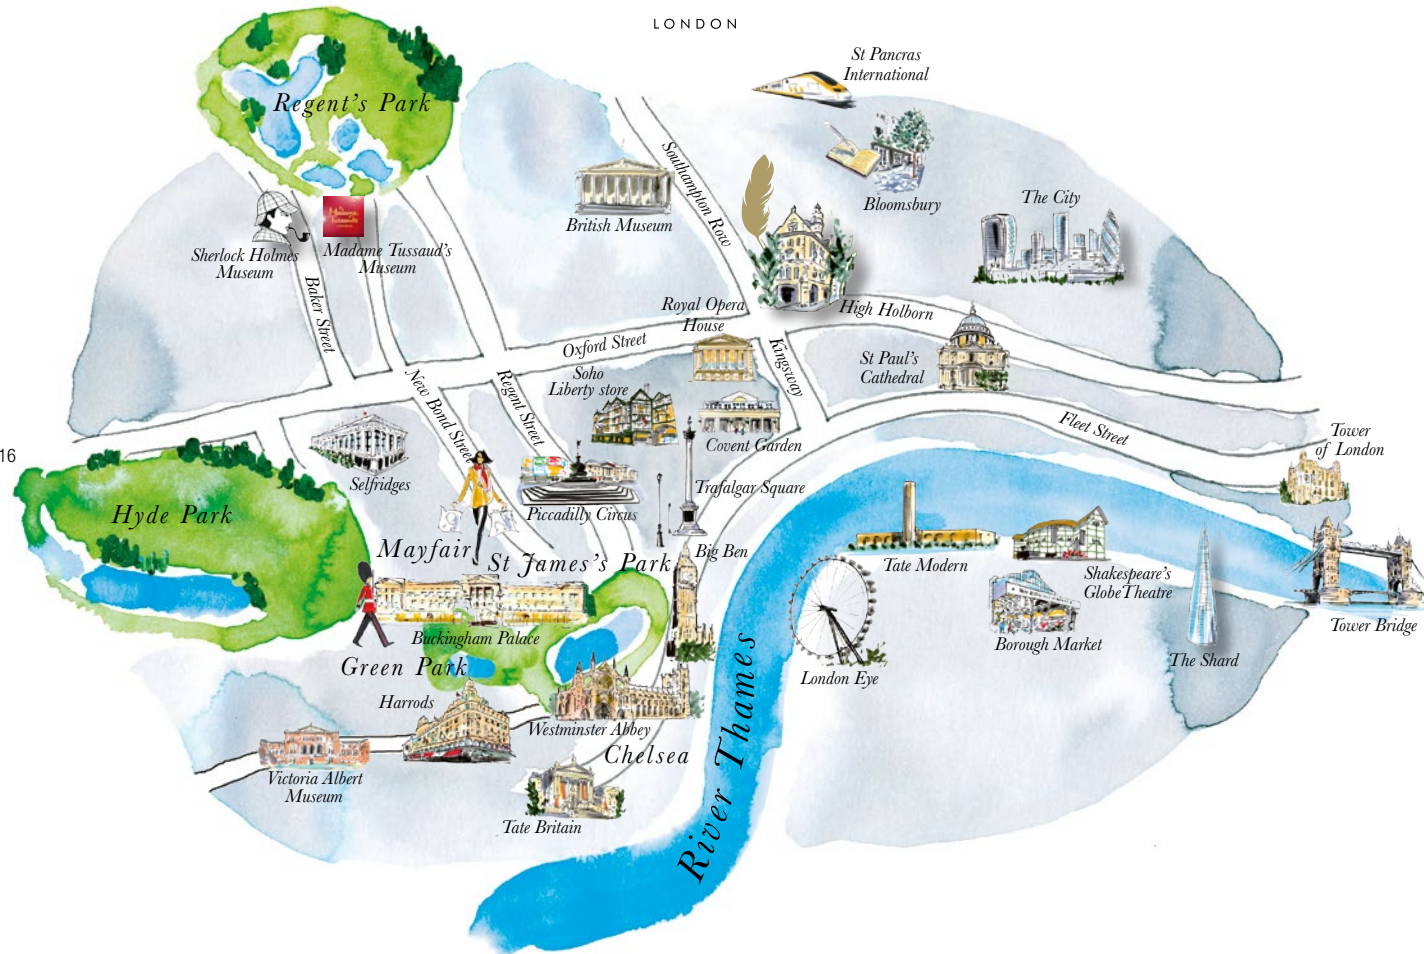 LONDON
St Pancras
International
Regent's Park
Southampton Row
British Museum
Bloomsbury
The City
Madame
Tussauds
Sherlock Holmes
Museum
Madame Tussaud's
Museum
Baker Street
Royal Opera
House
High Holborn
Oxford Street
Kingsway
St Paul's
Cathedral
Soho
Liberty store
New Bond Street
Regent Street
Covent Garden
Fleet Street
Tower
of London
16
Selfridges
Hyde Park
Piccadilly Circus
Trafalgar Square
Mayfair
St James's Park
Big Ben
Tate Modern
Shakespeare's
Globe Theatre
Buckingham Palace
Borough Market
Tower Bridge
Green Park
London Eye
The Shard
Harrods
Westminster Abbey
Chelsea
River Thames
Victoria Albert
Museum
Tate Britain